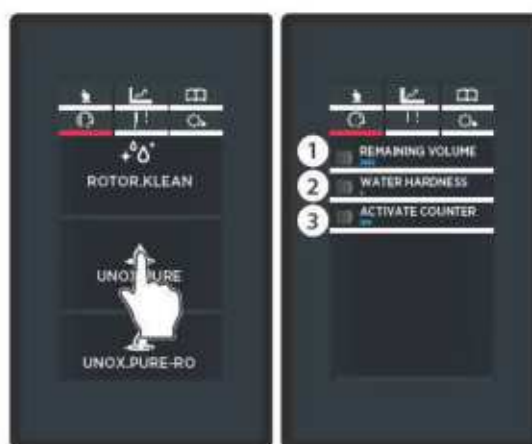 ROTOR.KLEAN
UNOX.PURE
UNOX.PURE-RO
1 REMAINING VOLUME
2 WATER HARDNESS
3 ACTIVATE COUNTER